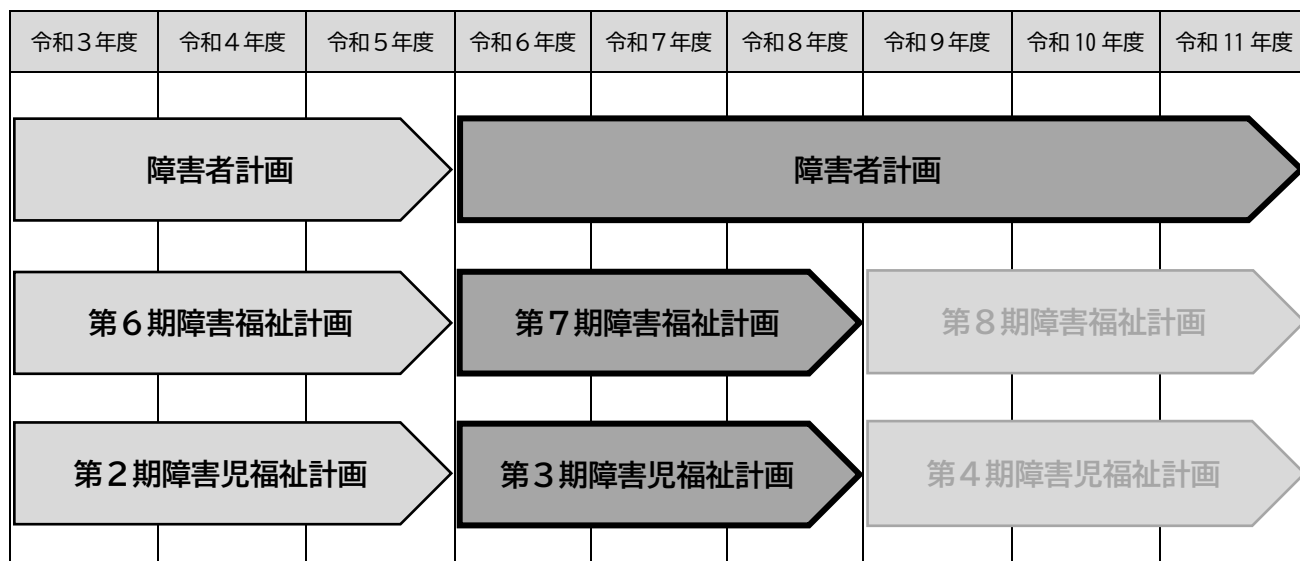 令和３年度 令和４年度 令和５年度 令和６年度 令和７年度 令和８年度 令和９年度 令和 10 年度 令和 11 年度
障害者計画 障害者計画
第６期障害福祉計画 第７期障害福祉計画 第８期障害福祉計画
第２期障害児福祉計画 第３期障害児福祉計画 第４期障害児福祉計画